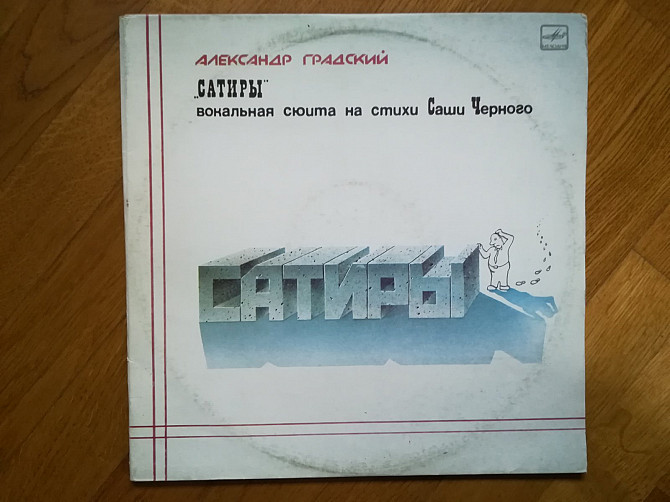 АЛЕКСАНДР ГРАДСКИЙ
„САТИРЫ“
вокальная сюита на стихи Саши Черного
САТИРЫ